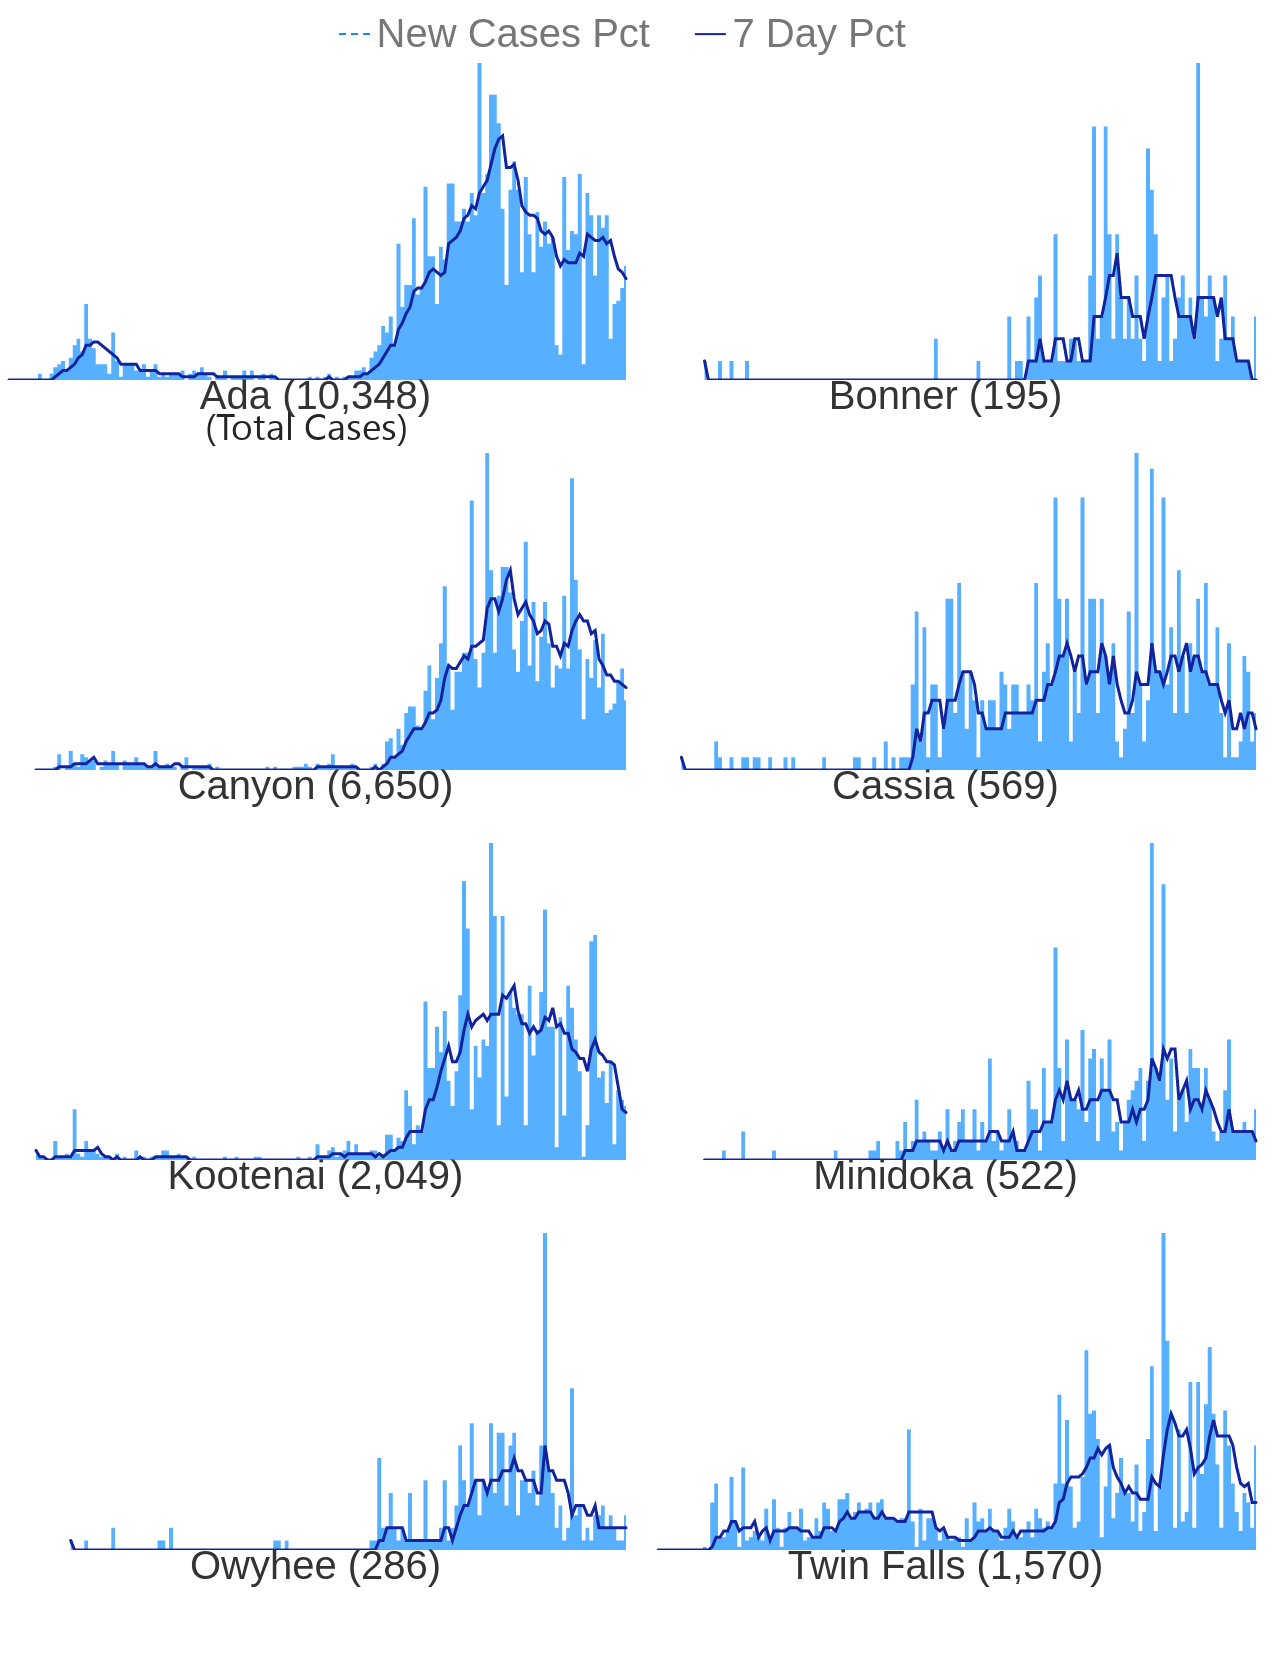 New Cases Pct 7 Day Pct
Ada (10,348) Bonner (195)
(Total Cases)
Canyon (6,650) Cassia (569)
Kootenai (2,049) Minidoka (522)
Owyhee (286) Twin Falls (1,570)